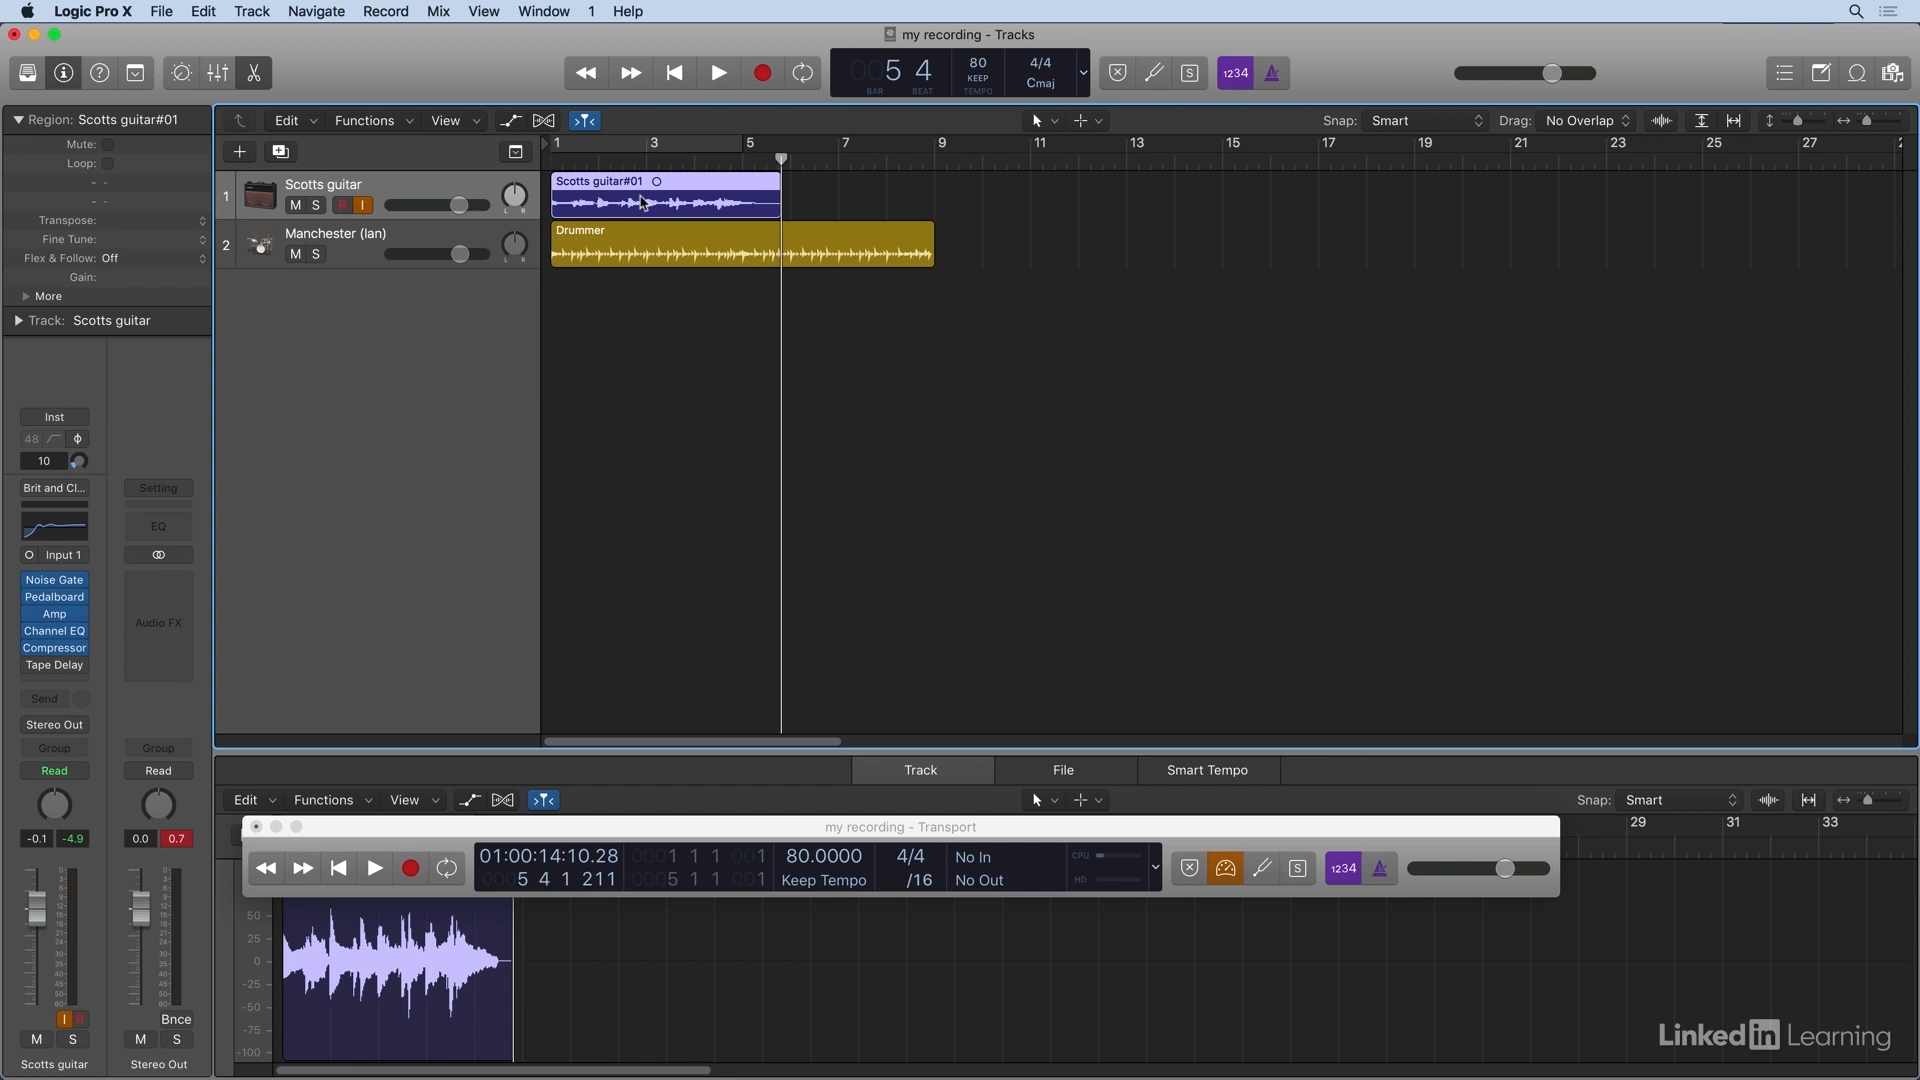 Logic Pro X File Edit Track Navigate Record Mix View Window 1 Help
my recording - Tracks
005 4 80 4/4
KEEP Cmaj
BAR BEAT TEMPO
S 1234
Region: Scotts guitar#01
Mute:
Loop:
Transpose:
Fine Tune:
Flex & Follow: Off
Gain:
More
Track: Scotts guitar
Edit Functions View
Snap: Smart Drag: No Overlap
1 3 5 7 9 11 13 15 17 19 21 23 25 27 2
1 Scotts guitar
M S R I
L R
Scotts guitar#01
2 Manchester (Ian)
M S
L R
Drummer
Inst
48
10
Brit and Cl... Setting
EQ
Input 1
Noise Gate
Pedalboard
Amp
Channel EQ
Compressor
Tape Delay
Audio FX
Send
Stereo Out
Group Group
Read Read
-0.1 -4.9 0.0 0.7
I R Bnce
M S M S
Scotts guitar Stereo Out
Track File Smart Tempo
Edit Functions View
Snap: Smart
29 31 33
my recording - Transport
01:00:14:10.28 0001 1 1 001 80.0000 4/4 No In CPU
0005 4 1 211 0005 1 1 001 Keep Tempo /16 No Out HD
S 1234
50
25
0
-25
-50
-75
-100
Linkedin Learning